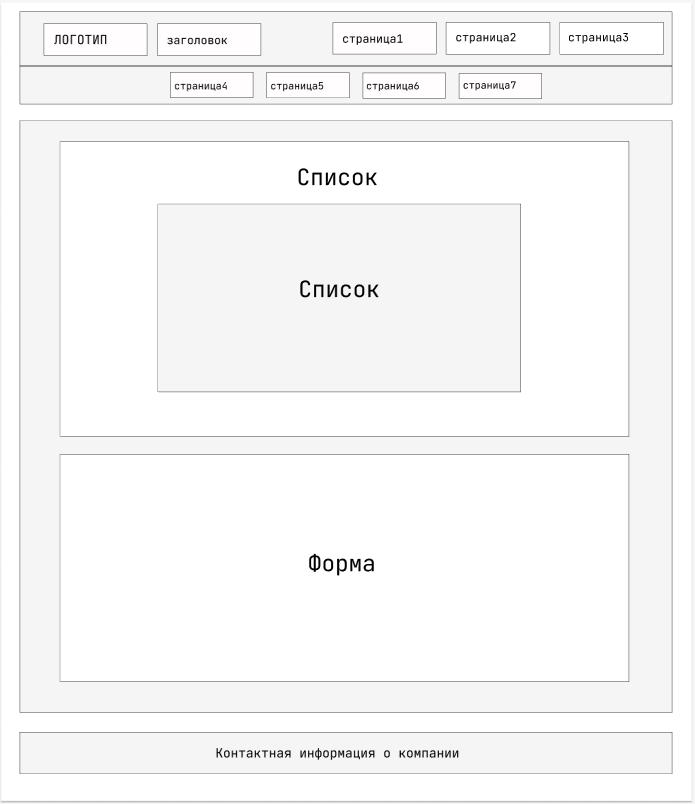 ЛОГОТИП
заголовок
страница1
страница2
страница3
страница4
страница5
страница6
страница7
Список
Список
Форма
Контактная информация о компании